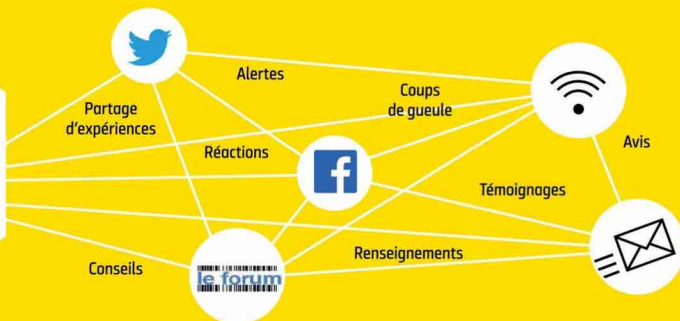 Alertes
Coups
de gueule
Partage
d'expériences
Avis
Réactions
Témoignages
Renseignements
Conseils
le forum